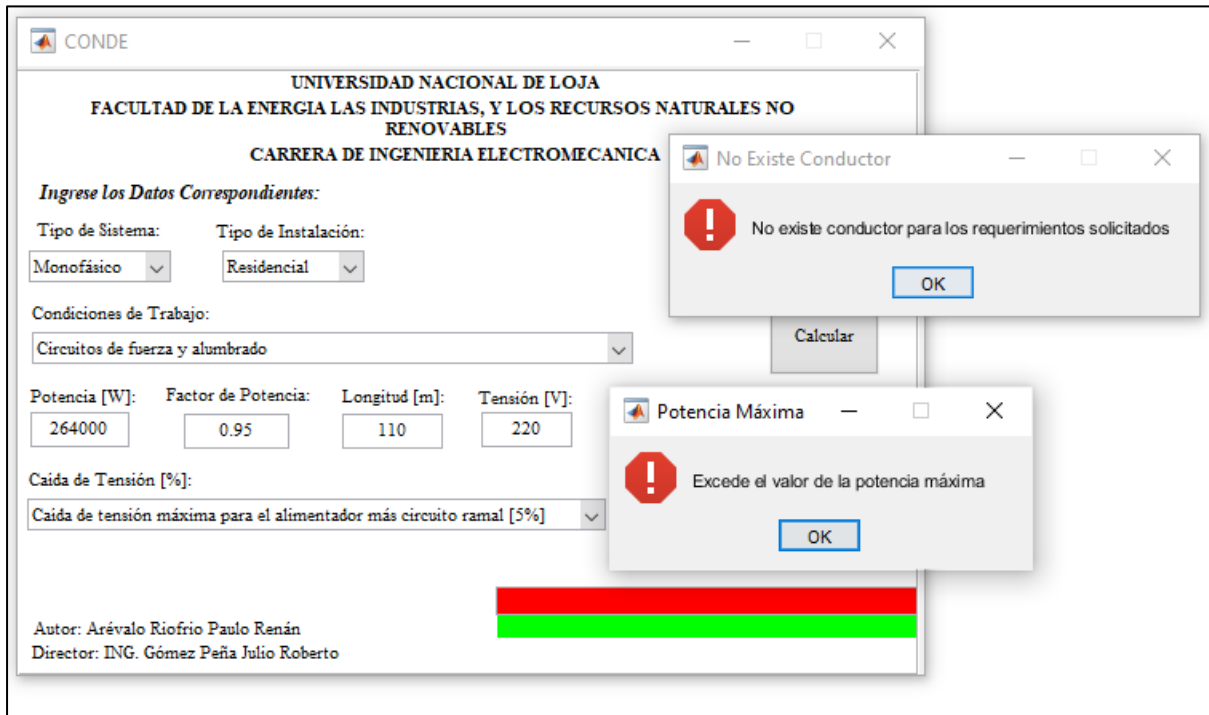 CONDE
UNIVERSIDAD NACIONAL DE LOJA
FACULTAD DE LA ENERGIA LAS INDUSTRIAS, Y LOS RECURSOS NATURALES NO
RENOVABLES
CARRERA DE INGENIERIA ELECTROMECANICA
No Existe Conductor
No existe conductor para los requerimientos solicitados
OK
Ingrese los Datos Correspondientes:
Tipo de Sistema: Tipo de Instalación:
Monofásico Residencial
Condiciones de Trabajo:
Circuitos de fuerza y alumbrado
Calcular
Potencia [W]: Factor de Potencia: Longitud [m]: Tensión [V]:
264000 0.95 110 220
Potencia Máxima
Excede el valor de la potencia máxima
OK
Caida de Tensión [%]:
Caida de tensión máxima para el alimentador más circuito ramal [5%]
Autor: Arévalo Riofrio Paulo Renán
Director: ING. Gómez Peña Julio Roberto